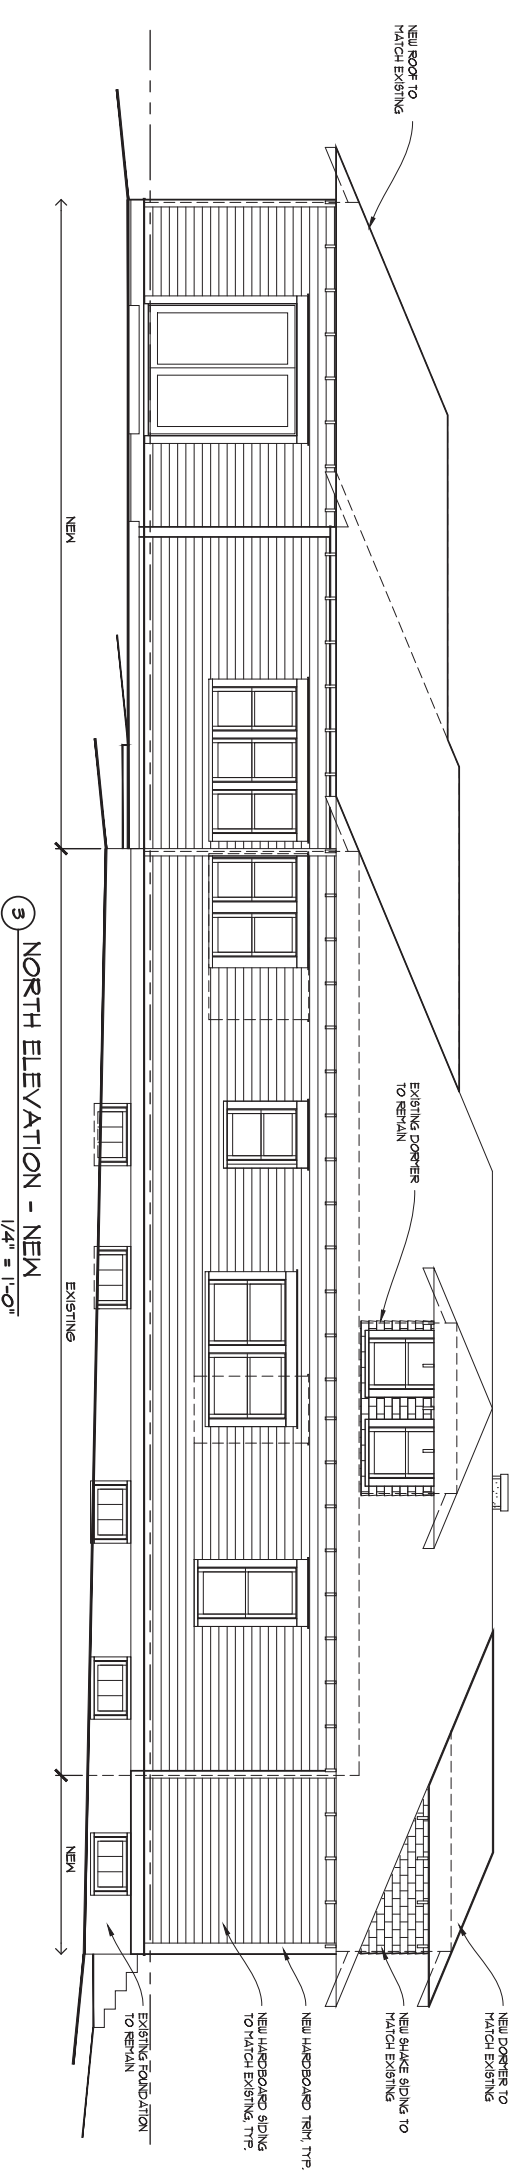 NEW ROOF TO
MATCH EXISTING
EXISTING DORMER
TO REMAIN
NEW DORMER TO
MATCH EXISTING
NEW SHAKE SIDING TO
MATCH EXISTING
NEW HARDBOARD TRIM, TYP.
NEW HARDBOARD SIDING
TO MATCH EXISTING, TYP.
EXISTING FOUNDATION
TO REMAIN
NEW
EXISTING
NEW
3
NORTH ELEVATION - NEW
1/4" = 1'-0"